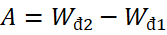 𝐴 = 𝑊đ2 − 𝑊đ1